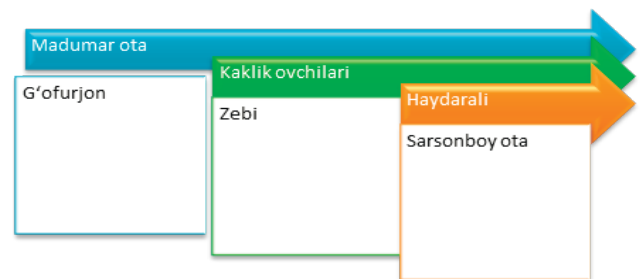 Madumar ota
G‘ofurjon
Kaklik ovchilari
Zebi
Haydarali
Sarsonboy ota